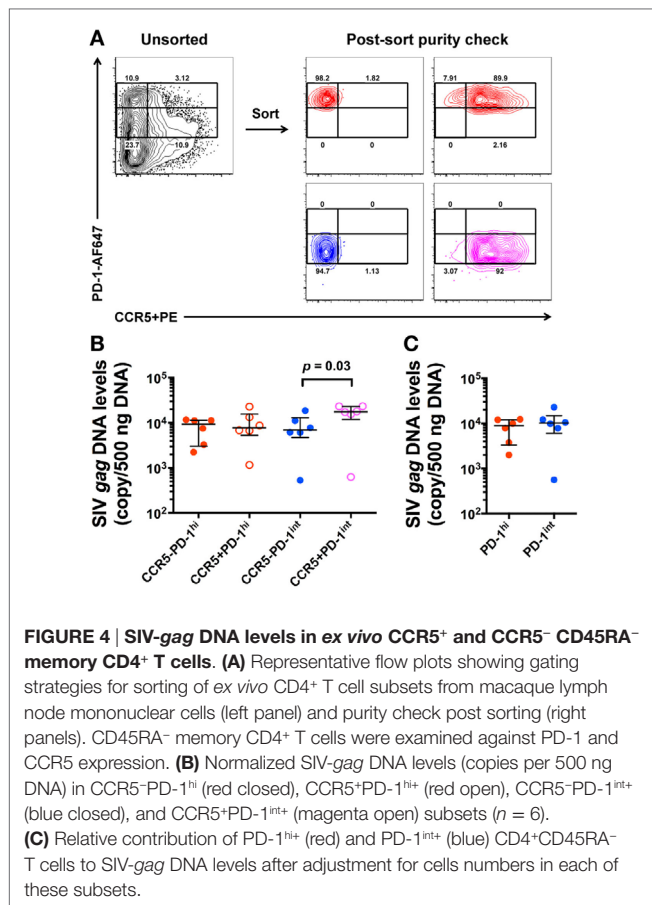 A
Unsorted
Post-sort purity check
10.9 3.12
23.7 10.9
Sort
98.2 1.82
0 0
7.91 89.9
0 2.16
0 0
94.7 1.13
0 0
3.07 92
PD-1-AF647
CCR5+PE
B
SIV gag DNA levels
(copy/500 ng DNA)
10⁵
10⁴
10³
10²
p = 0.03
CCR5-PD-1ʰⁱ
CCR5+PD-1ʰⁱ
CCR5-PD-1ⁱⁿᵗ
CCR5+PD-1ⁱⁿᵗ
C
SIV gag DNA levels
(copy/500 ng DNA)
10⁵
10⁴
10³
10²
PD-1ʰⁱ
PD-1ⁱⁿᵗ
FIGURE 4 | SIV-gag DNA levels in ex vivo CCR5⁺ and CCR5⁻ CD45RA⁻
memory CD4⁺ T cells. (A) Representative flow plots showing gating
strategies for sorting of ex vivo CD4⁺ T cell subsets from macaque lymph
node mononuclear cells (left panel) and purity check post sorting (right
panels). CD45RA⁻ memory CD4⁺ T cells were examined against PD-1 and
CCR5 expression. (B) Normalized SIV-gag DNA levels (copies per 500 ng
DNA) in CCR5⁻PD-1ʰⁱ (red closed), CCR5⁺PD-1ʰⁱ⁺ (red open), CCR5⁻PD-1ⁱⁿᵗ⁺
(blue closed), and CCR5⁺PD-1ⁱⁿᵗ⁺ (magenta open) subsets (n = 6).
(C) Relative contribution of PD-1ʰⁱ⁺ (red) and PD-1ⁱⁿᵗ⁺ (blue) CD4⁺CD45RA⁻
T cells to SIV-gag DNA levels after adjustment for cells numbers in each of
these subsets.